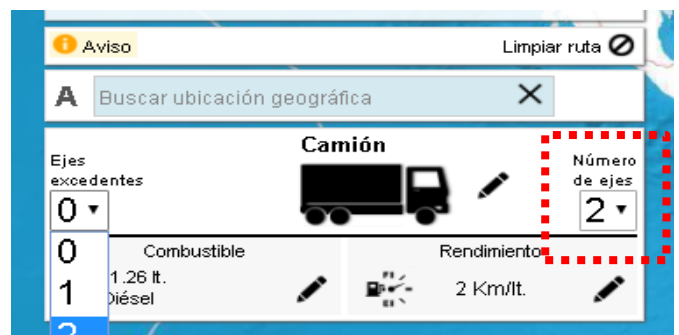 Aviso
Limpiar ruta
A
Buscar ubicación geográfica
Camión
Ejes
excedentes
Número
de ejes
0
2
0
Combustible
Rendimiento
1
1.26 lt.
Diésel
2 Km/lt.
2